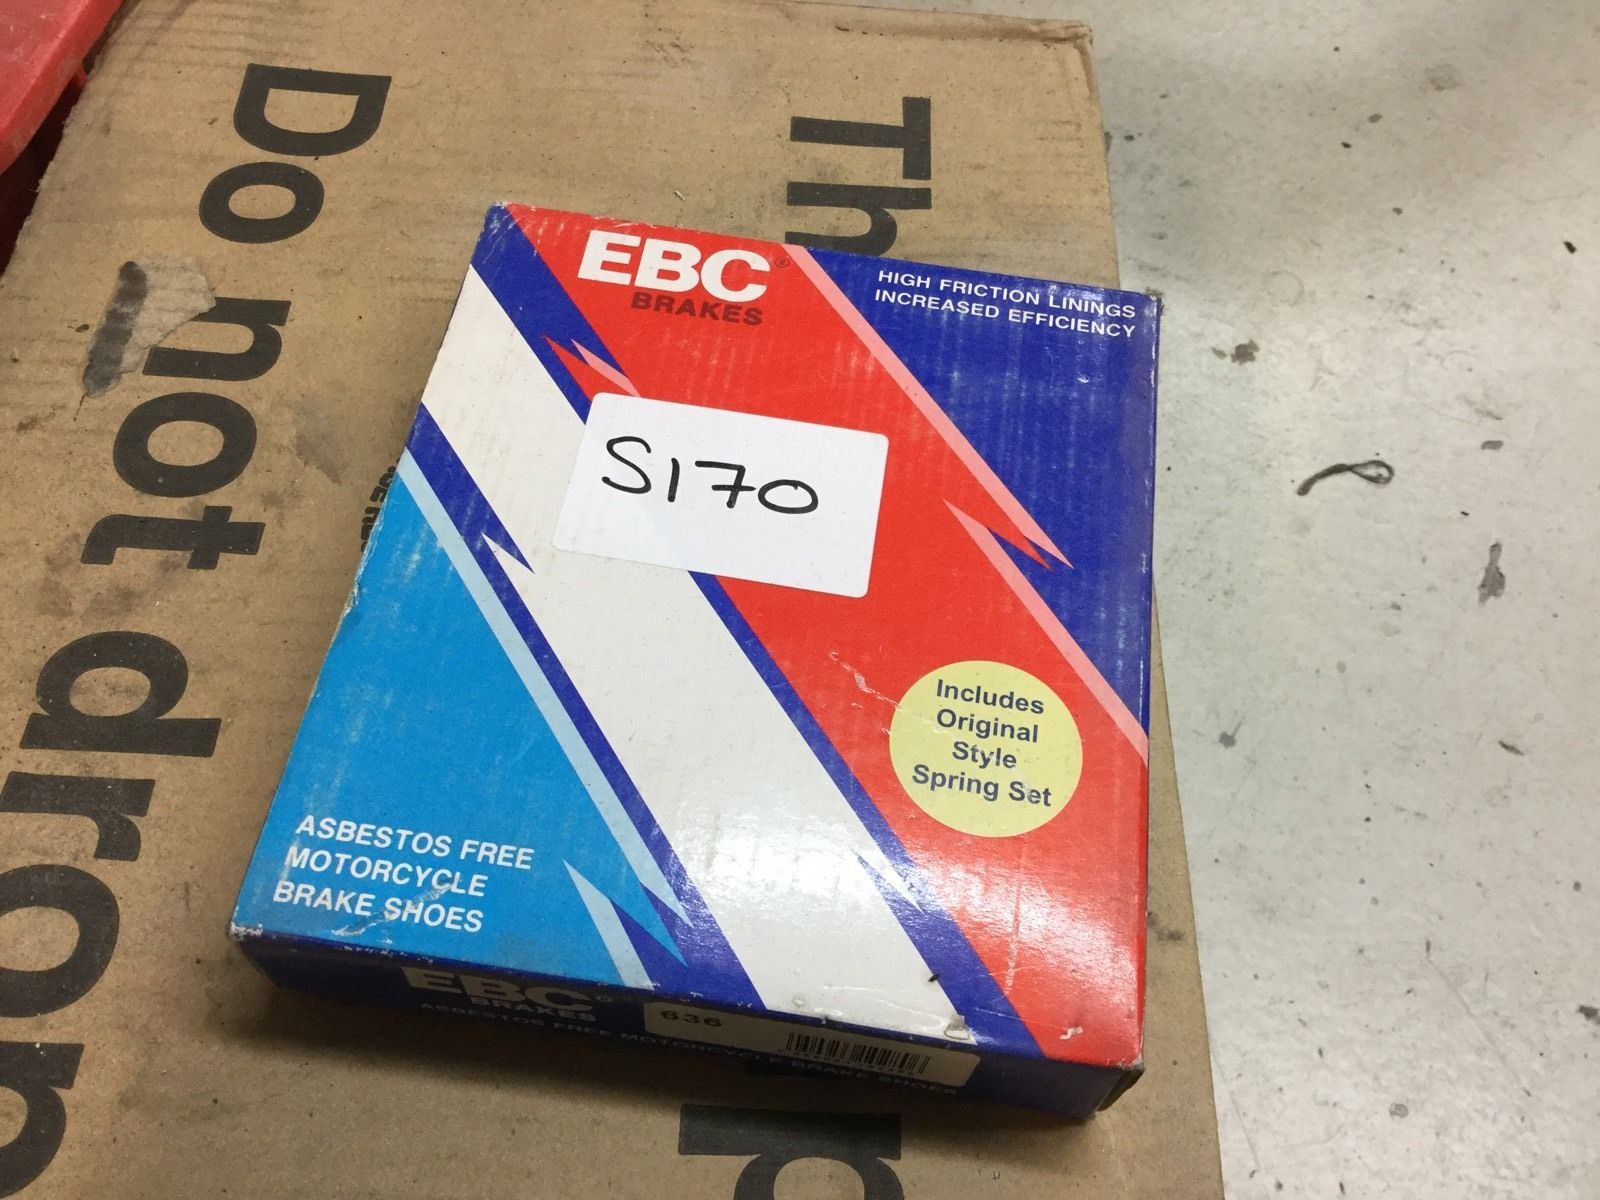 Do not drop
Th
EBC®
BRAKES
HIGH FRICTION LININGS
INCREASED EFFICIENCY
S170
Includes
Original
Style
Spring Set
ASBESTOS FREE
MOTORCYCLE
BRAKE SHOES
EBC
BRAKES
636
ASBESTOS FREE MOTORCYCLE BRAKE SHOES